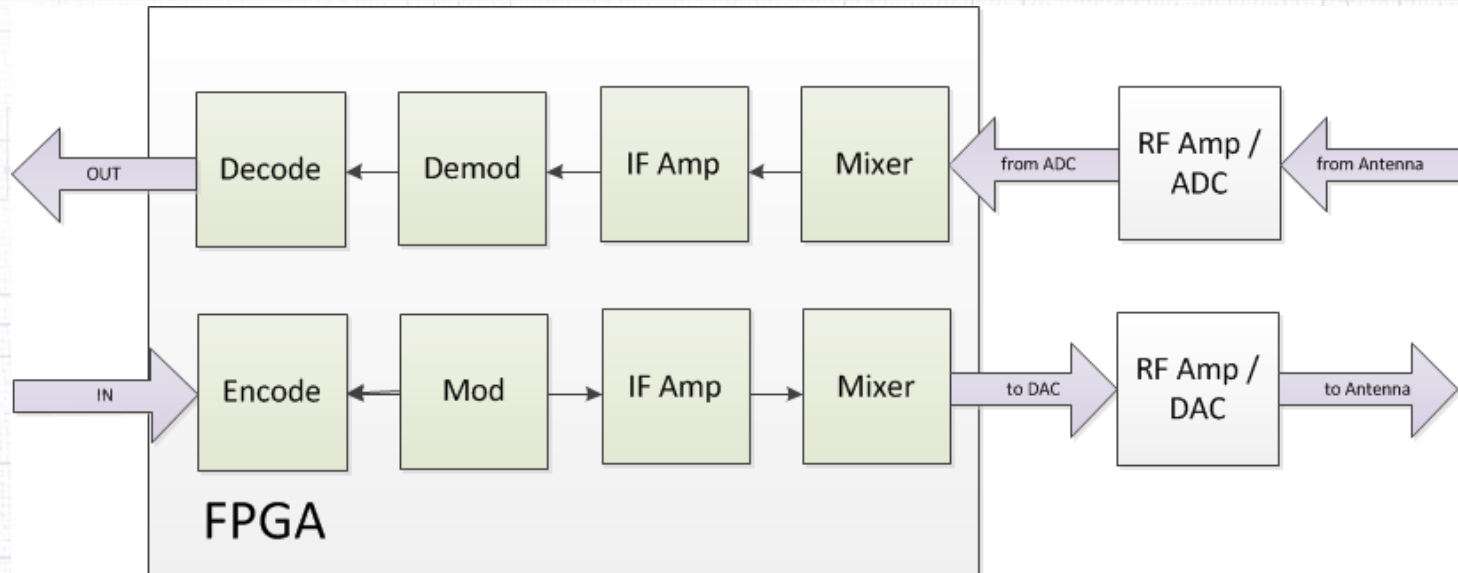 OUT
Decode
Demod
IF Amp
Mixer
from ADC
RF Amp /
ADC
from Antenna
IN
Encode
Mod
IF Amp
Mixer
to DAC
RF Amp /
DAC
to Antenna
FPGA